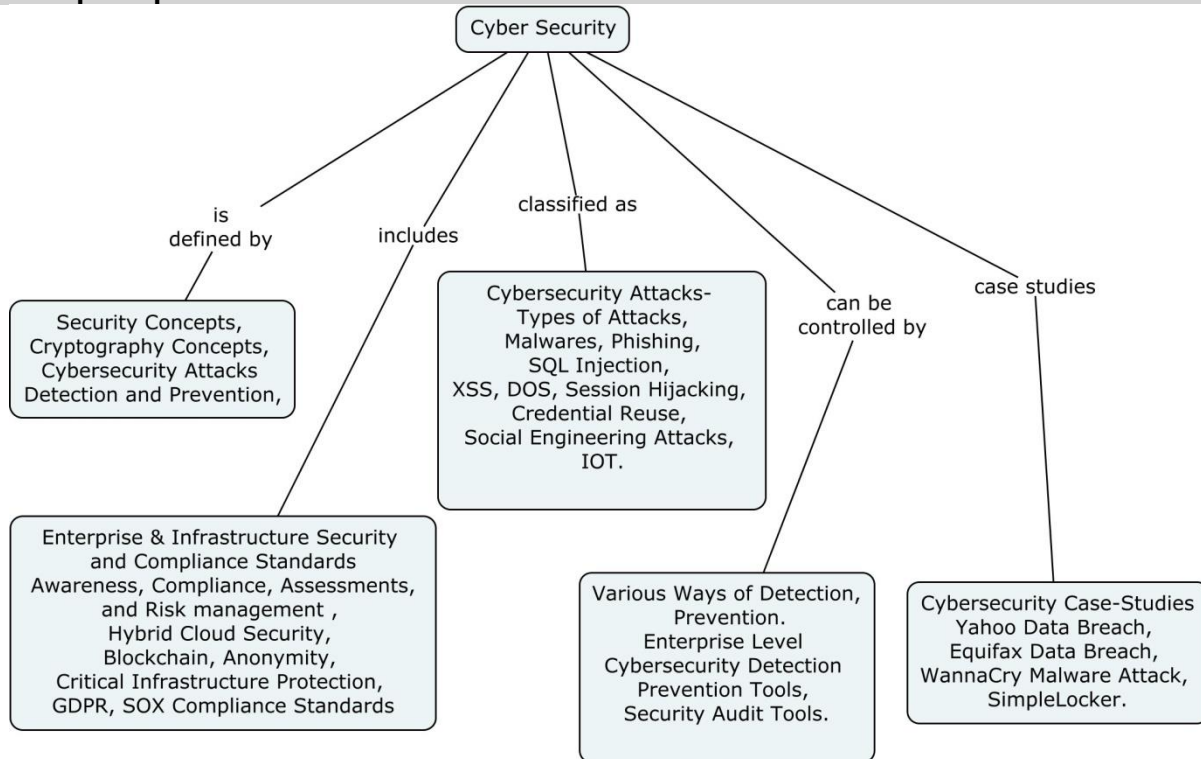 Cyber Security
is
defined by
includes
classified as
can be
controlled by
case studies
Security Concepts,
Cryptography Concepts,
Cybersecurity Attacks
Detection and Prevention,
Enterprise & Infrastructure Security
and Compliance Standards
Awareness, Compliance, Assessments,
and Risk management ,
Hybrid Cloud Security,
Blockchain, Anonymity,
Critical Infrastructure Protection,
GDPR, SOX Compliance Standards
Cybersecurity Attacks-
Types of Attacks,
Malwares, Phishing,
SQL Injection,
XSS, DOS, Session Hijacking,
Credential Reuse,
Social Engineering Attacks,
IOT.
Various Ways of Detection,
Prevention.
Enterprise Level
Cybersecurity Detection
Prevention Tools,
Security Audit Tools.
Cybersecurity Case-Studies
Yahoo Data Breach,
Equifax Data Breach,
WannaCry Malware Attack,
SimpleLocker.